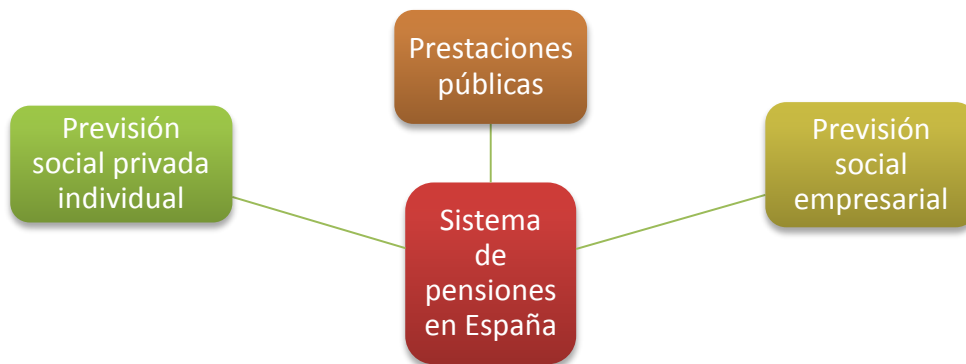 Prestaciones
públicas
Previsión
social privada
individual
Previsión
social
empresarial
Sistema
de
pensiones
en España